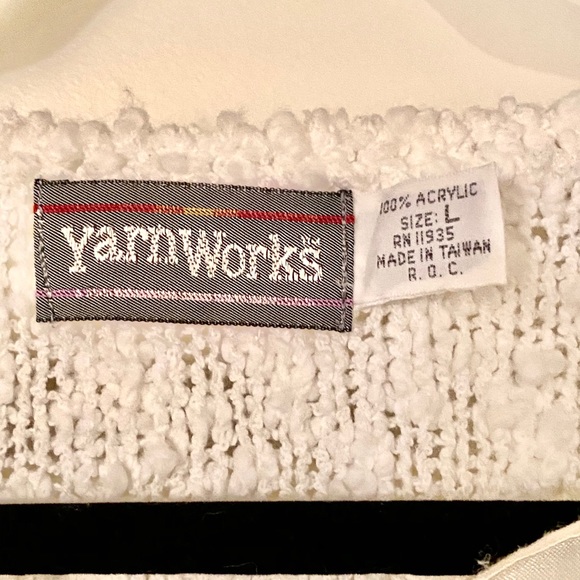 YarnWorks
100% ACRYLIC
SIZE: L
RN 11935
MADE IN TAIWAN
R. O. C.